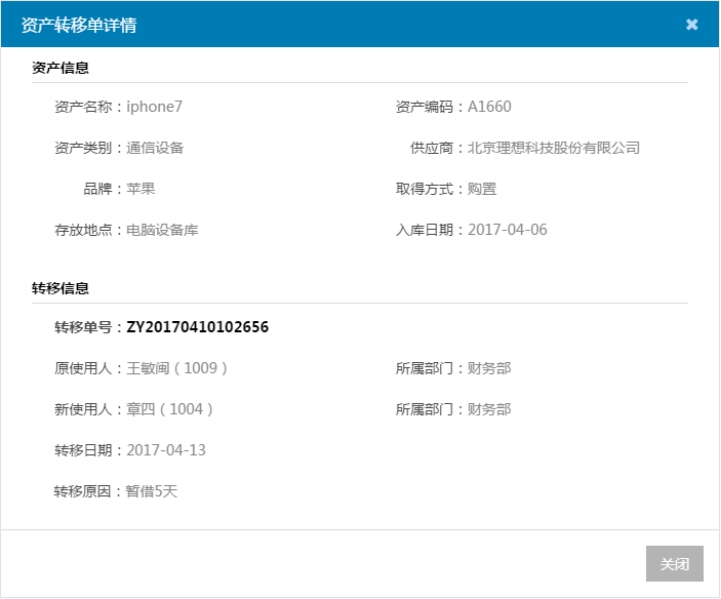 资产转移单详情
资产信息
资产名称：iphone7 资产编码：A1660
资产类别：通信设备 供应商：北京理想科技股份有限公司
品牌：苹果 取得方式：购置
存放地点：电脑设备库 入库日期：2017-04-06
转移信息
转移单号：ZY20170410102656
原使用人：王敏闽（1009） 所属部门：财务部
新使用人：章四（1004） 所属部门：财务部
转移日期：2017-04-13
转移原因：暂借5天
关闭